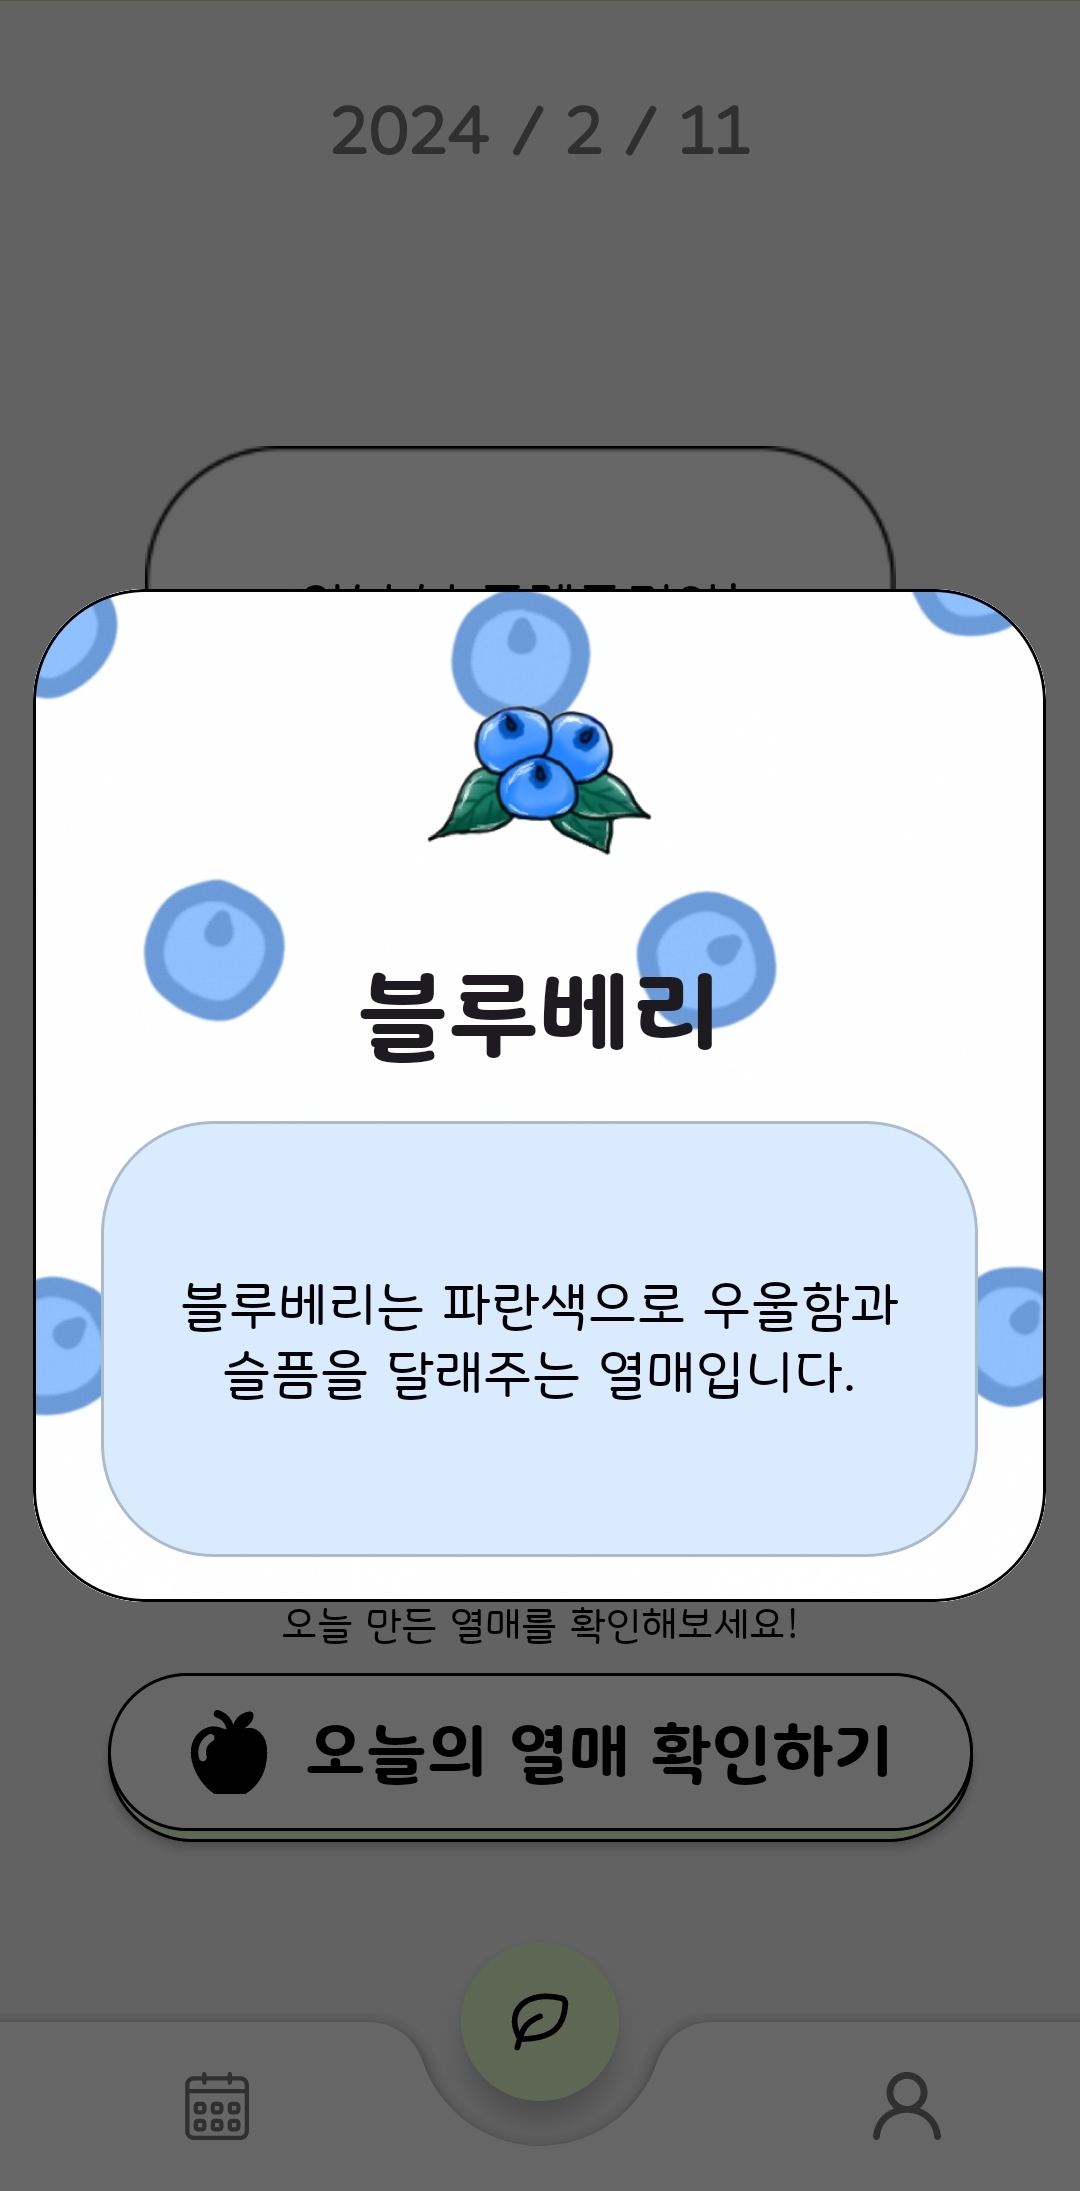 2024 / 2 / 11
블루베리
블루베리는 파란색으로 우울함과
슬픔을 달래주는 열매입니다.
오늘 만든 열매를 확인해보세요!
오늘의 열매 확인하기